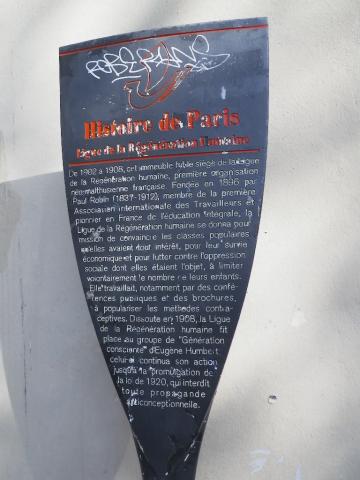 Histoire de Paris
Ligue de la Régénération Humaine
De 1902 à 1908, cet immeuble fut le siège de la Ligue
de la Régénération humaine, première organisation
néo-malthusienne française. Fondée en 1896 par
Paul Robin (1837-1912), membre de la première
Association internationale des Travailleurs et
pionnier en France de l'éducation intégrale, la
Ligue de la Régénération humaine se donna pour
mission de convaincre les classes populaires
qu'elles avaient tout intérêt, pour leur survie
économique et pour lutter contre l'oppression
sociale dont elles étaient l'objet, à limiter
volontairement le nombre de leurs enfants.
Elle travaillait, notamment par des confé-
rences publiques et des brochures,
à populariser les méthodes contra-
ceptives. Dissoute en 1908, la Ligue
de la Régénération humaine fit
place au groupe de "Génération
consciente" d'Eugène Humbert :
celui-ci continua son action
jusqu'à la promulgation de
la loi de 1920, qui interdit
toute propagande
anticonceptionnelle.